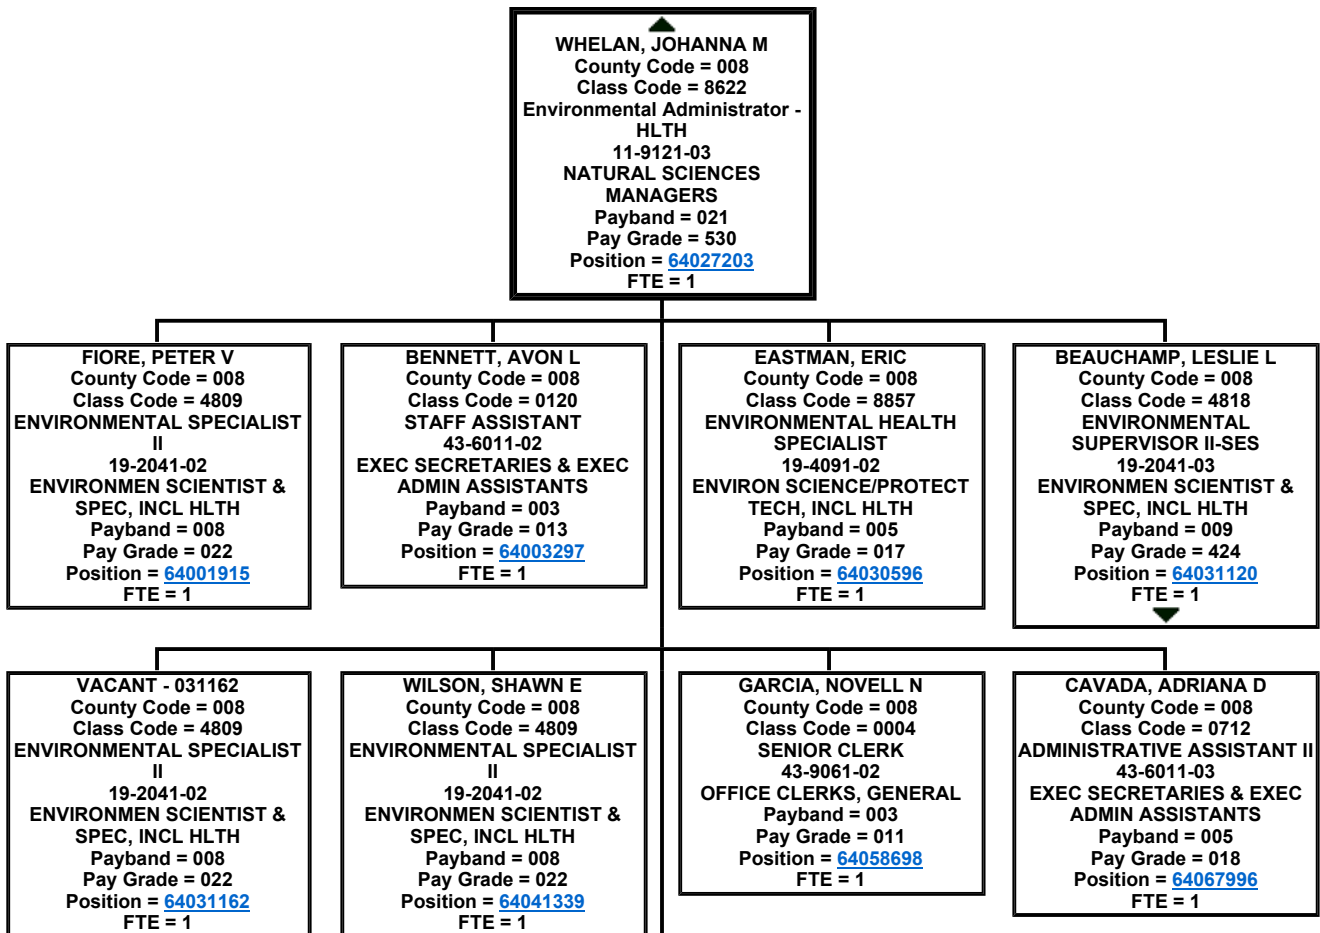 WHELAN, JOHANNA M
County Code = 008
Class Code = 8622
Environmental Administrator -
HLTH
11-9121-03
NATURAL SCIENCES
MANAGERS
Payband = 021
Pay Grade = 530
Position = 64027203
FTE = 1
FIORE, PETER V
County Code = 008
Class Code = 4809
ENVIRONMENTAL SPECIALIST
II
19-2041-02
ENVIRONMEN SCIENTIST &
SPEC, INCL HLTH
Payband = 008
Pay Grade = 022
Position = 64001915
FTE = 1
BENNETT, AVON L
County Code = 008
Class Code = 0120
STAFF ASSISTANT
43-6011-02
EXEC SECRETARIES & EXEC
ADMIN ASSISTANTS
Payband = 003
Pay Grade = 013
Position = 64003297
FTE = 1
EASTMAN, ERIC
County Code = 008
Class Code = 8857
ENVIRONMENTAL HEALTH
SPECIALIST
19-4091-02
ENVIRON SCIENCE/PROTECT
TECH, INCL HLTH
Payband = 005
Pay Grade = 017
Position = 64030596
FTE = 1
BEAUCHAMP, LESLIE L
County Code = 008
Class Code = 4818
ENVIRONMENTAL
SUPERVISOR II-SES
19-2041-03
ENVIRONMEN SCIENTIST &
SPEC, INCL HLTH
Payband = 009
Pay Grade = 424
Position = 64031120
FTE = 1
VACANT - 031162
County Code = 008
Class Code = 4809
ENVIRONMENTAL SPECIALIST
II
19-2041-02
ENVIRONMEN SCIENTIST &
SPEC, INCL HLTH
Payband = 008
Pay Grade = 022
Position = 64031162
FTE = 1
WILSON, SHAWN E
County Code = 008
Class Code = 4809
ENVIRONMENTAL SPECIALIST
II
19-2041-02
ENVIRONMEN SCIENTIST &
SPEC, INCL HLTH
Payband = 008
Pay Grade = 022
Position = 64041339
FTE = 1
GARCIA, NOVELL N
County Code = 008
Class Code = 0004
SENIOR CLERK
43-9061-02
OFFICE CLERKS, GENERAL
Payband = 003
Pay Grade = 011
Position = 64058698
FTE = 1
CAVADA, ADRIANA D
County Code = 008
Class Code = 0712
ADMINISTRATIVE ASSISTANT II
43-6011-03
EXEC SECRETARIES & EXEC
ADMIN ASSISTANTS
Payband = 005
Pay Grade = 018
Position = 64067996
FTE = 1